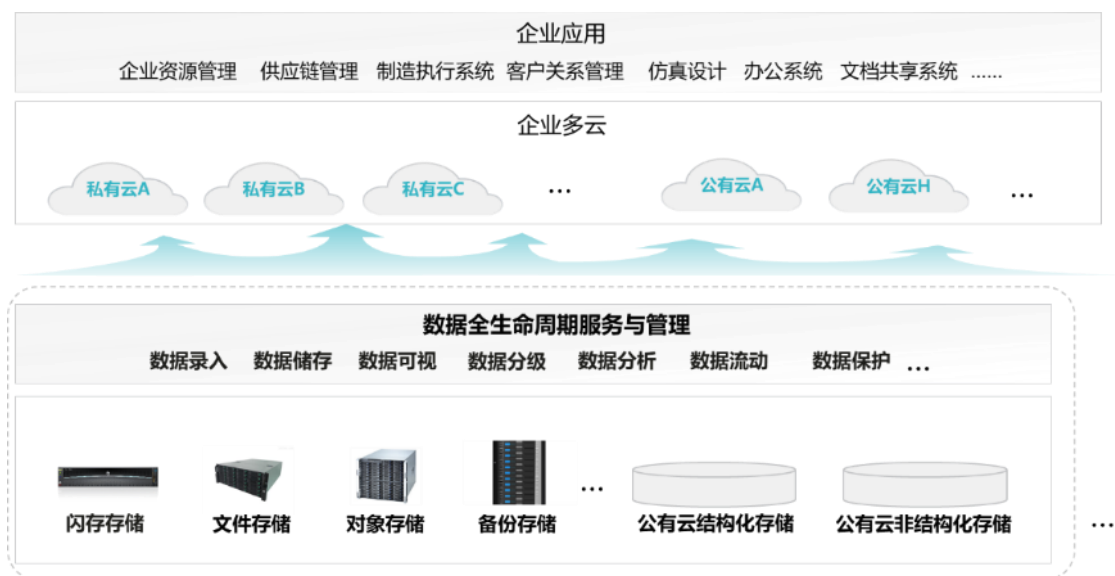 企业应用
企业资源管理 供应链管理 制造执行系统 客户关系管理 仿真设计 办公系统 文档共享系统 ......
企业多云
私有云A 私有云B 私有云C ... 公有云A 公有云H ...
数据全生命周期服务与管理
数据录入 数据储存 数据可视 数据分级 数据分析 数据流动 数据保护 ...
...
闪存存储 文件存储 对象存储 备份存储 公有云结构化存储 公有云非结构化存储 ...